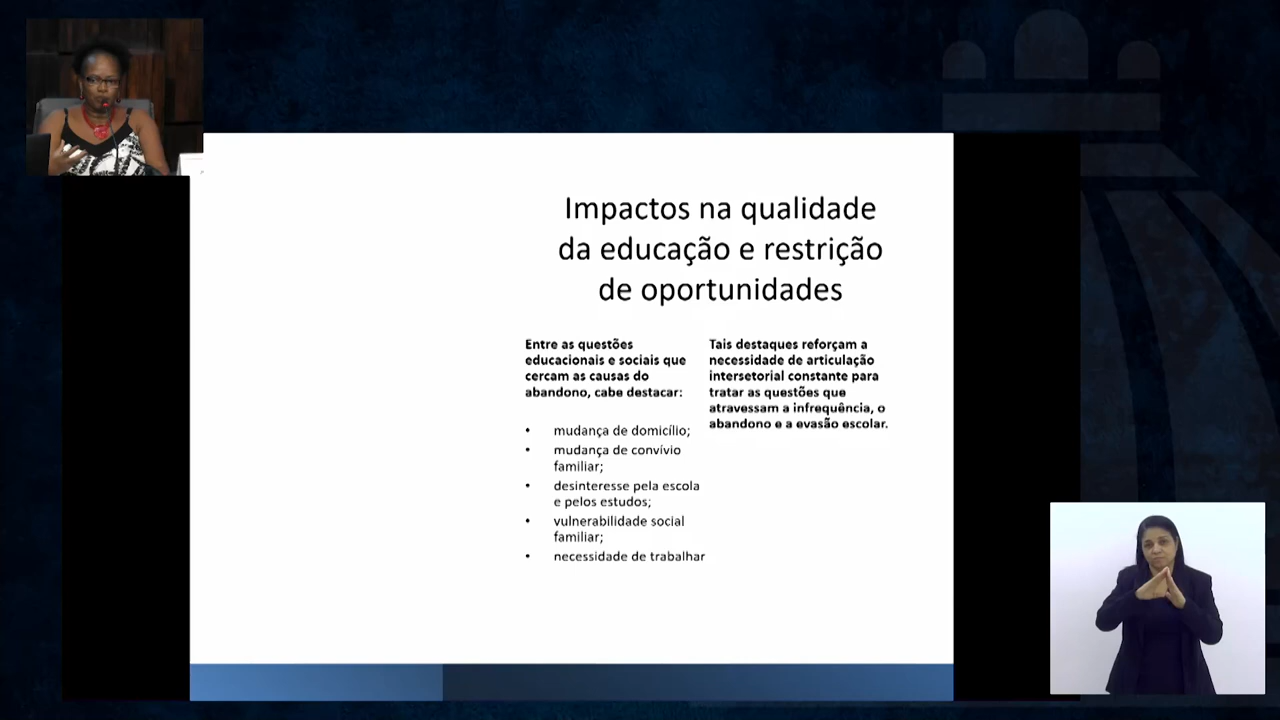 Impactos na qualidade
da educação e restrição
de oportunidades
Entre as questões
educacionais e sociais que
cercam as causas do
abandono, cabe destacar:
• mudança de domicílio;
• mudança de convívio
familiar;
• desinteresse pela escola
e pelos estudos;
• vulnerabilidade social
familiar;
• necessidade de trabalhar
Tais destaques reforçam a
necessidade de articulação
intersetorial constante para
tratar as questões que
atravessam a infrequência, o
abandono e a evasão escolar.